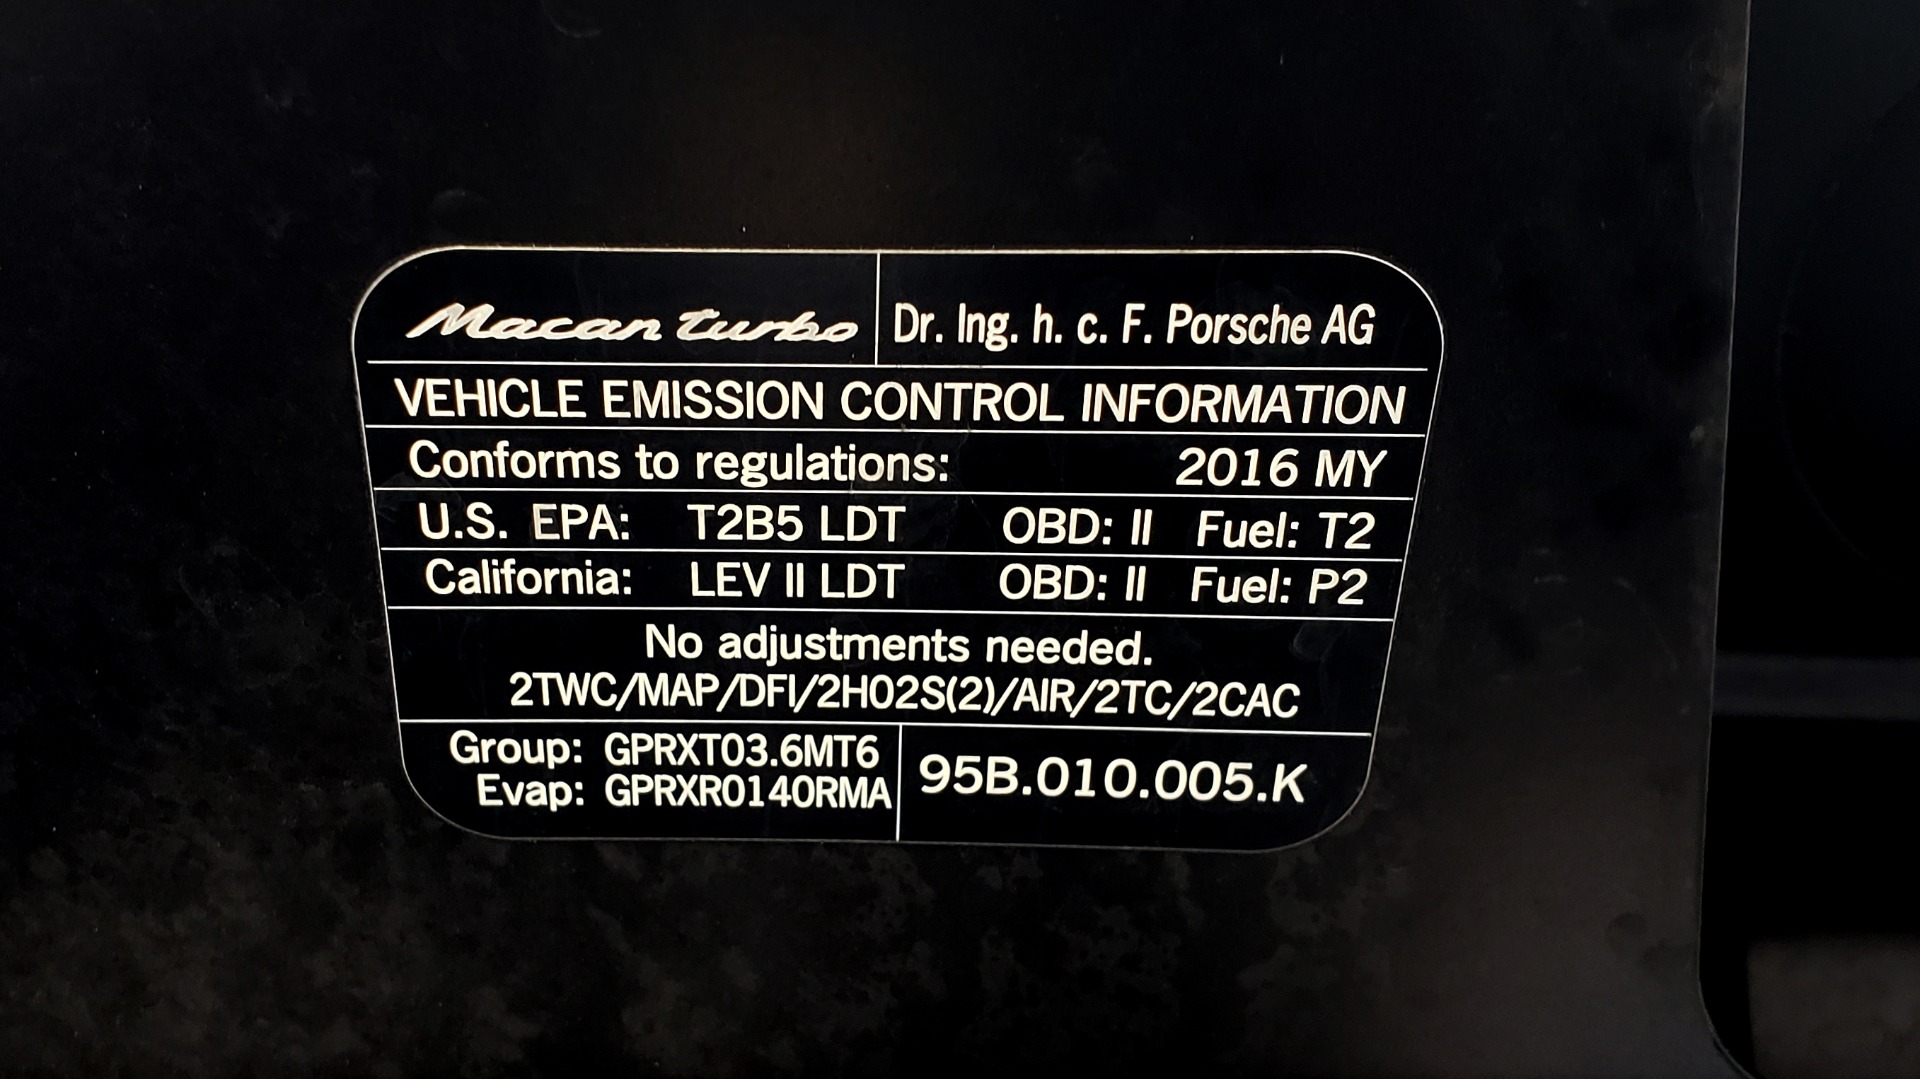 Macan turbo Dr. Ing. h. c. F. Porsche AG
VEHICLE EMISSION CONTROL INFORMATION
Conforms to regulations: 2016 MY
U.S. EPA: T2B5 LDT OBD: II Fuel: T2
California: LEV II LDT OBD: II Fuel: P2
No adjustments needed.
2TWC/MAP/DFI/2HO2S(2)/AIR/2TC/2CAC
Group: GPRXT03.6MT6
Evap: GPRXR0140RMA
95B.010.005.K